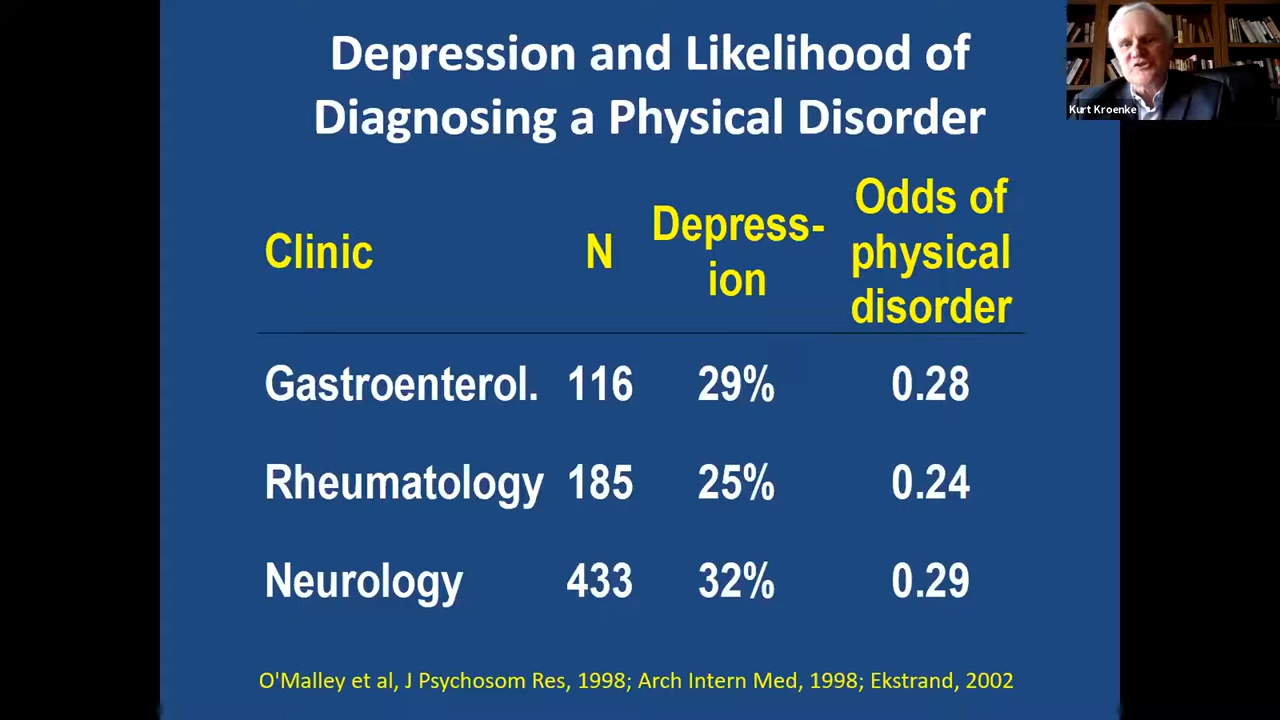 Depression and Likelihood of
Diagnosing a Physical Disorder
Kurt Kroenke
Clinic N Depress-
ion Odds of
physical
disorder
Gastroenterol. 116 29% 0.28
Rheumatology 185 25% 0.24
Neurology 433 32% 0.29
O'Malley et al, J Psychosom Res, 1998; Arch Intern Med, 1998; Ekstrand, 2002